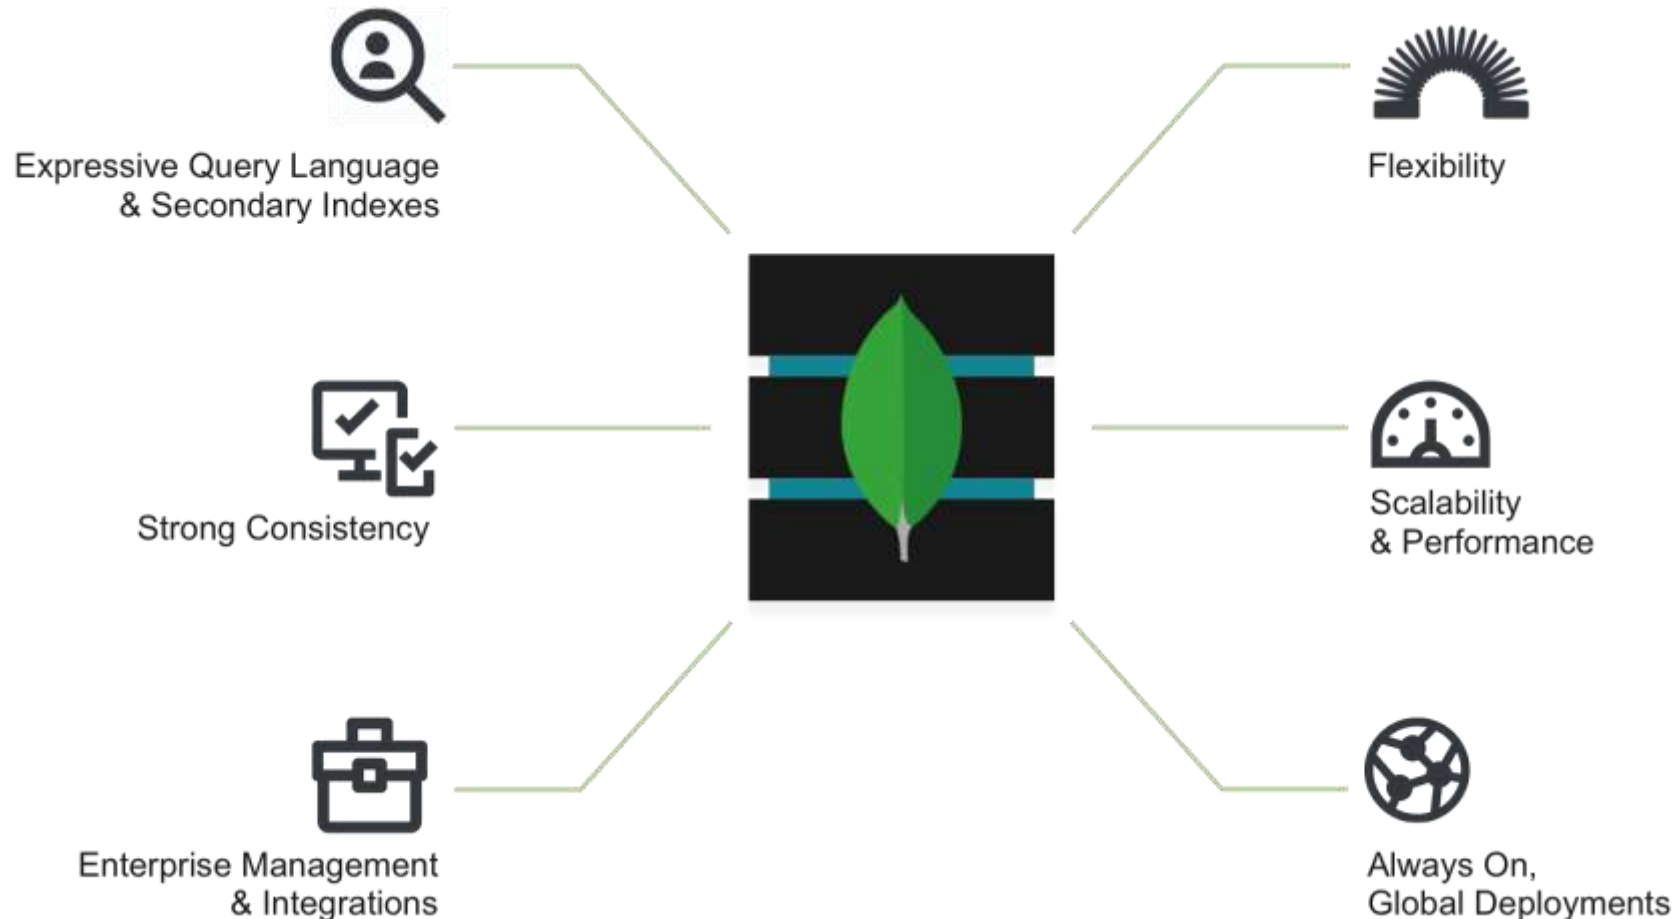 Expressive Query Language
& Secondary Indexes
Flexibility
Strong Consistency
Scalability
& Performance
Enterprise Management
& Integrations
Always On,
Global Deployments